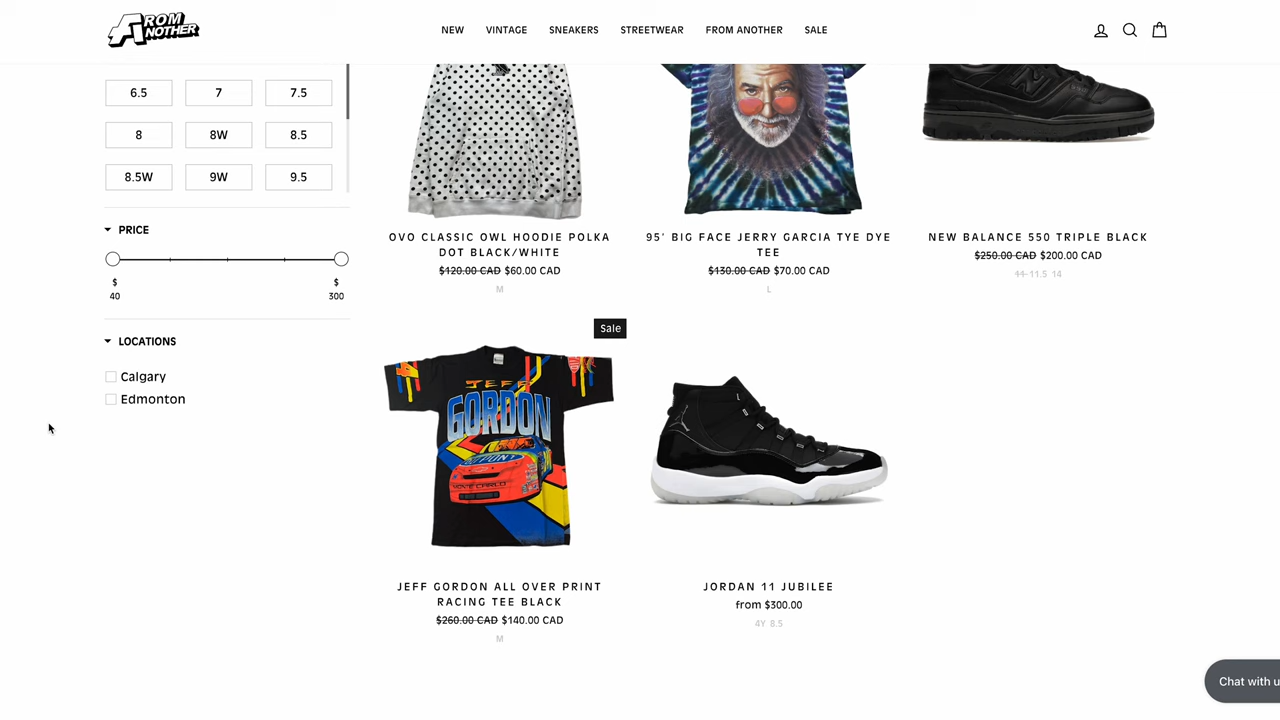 FROM
ANOTHER
NEW VINTAGE SNEAKERS STREETWEAR FROM ANOTHER SALE
6.5 7 7.5
8 8W 8.5
8.5W 9W 9.5
PRICE
$ $
40 300
LOCATIONS
Calgary
Edmonton
OVO CLASSIC OWL HOODIE POLKA
DOT BLACK/WHITE
$120.00 CAD $60.00 CAD
M
95' BIG FACE JERRY GARCIA TYE DYE
TEE
$130.00 CAD $70.00 CAD
L
NEW BALANCE 550 TRIPLE BLACK
$250.00 CAD $200.00 CAD
11 11.5 14
Sale
JEFF
GORDON
DUPONT
MONTE CARLO
JEFF GORDON ALL OVER PRINT
RACING TEE BLACK
$260.00 CAD $140.00 CAD
M
JORDAN 11 JUBILEE
from $300.00
4Y 8.5
Chat with u